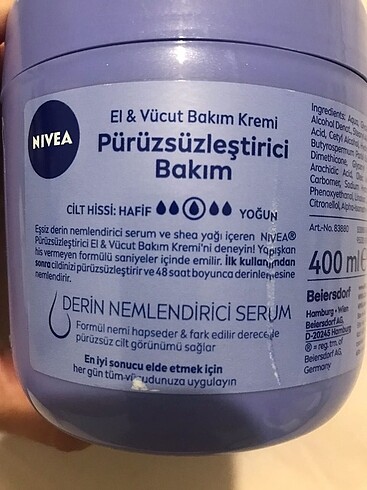 NIVEA
El & Vücut Bakım Kremi
Pürüzsüzleştirici
Bakım
CİLT HİSSİ: HAFİF YOĞUN
Eşsiz derin nemlendirici serum ve shea yağı içeren NIVEA®
Pürüzsüzleştirici El & Vücut Bakım Kremi'ni deneyin! Yapışkan
his vermeyen formülü saniyeler içinde emilir. İlk kullanımdan
sonra cildinizi pürüzsüzleştirir ve 48 saat boyunca derinlemesine
nemlendirir.
DERİN NEMLENDİRİCİ SERUM
Formül nemi hapseder & fark edilir derecede
pürüzsüz cilt görünümü sağlar
En iyi sonucu elde etmek için
her gün tüm vücudunuza uygulayın
Ingredients: Aqua,
Alcohol Denat.,
Acid, Cetyl Alcohol,
Butyrospermum
Dimethicone,
Arachidic Acid,
Carbomer,
Phenoxyethanol,
Citronellol,
Art.-No. 83880
400 ml
Beiersdorf
Hamburg • Wien
Beiersdorf AG,
D-20245 Hamburg
® = reg. tm. of
Beiersdorf AG,
Germany